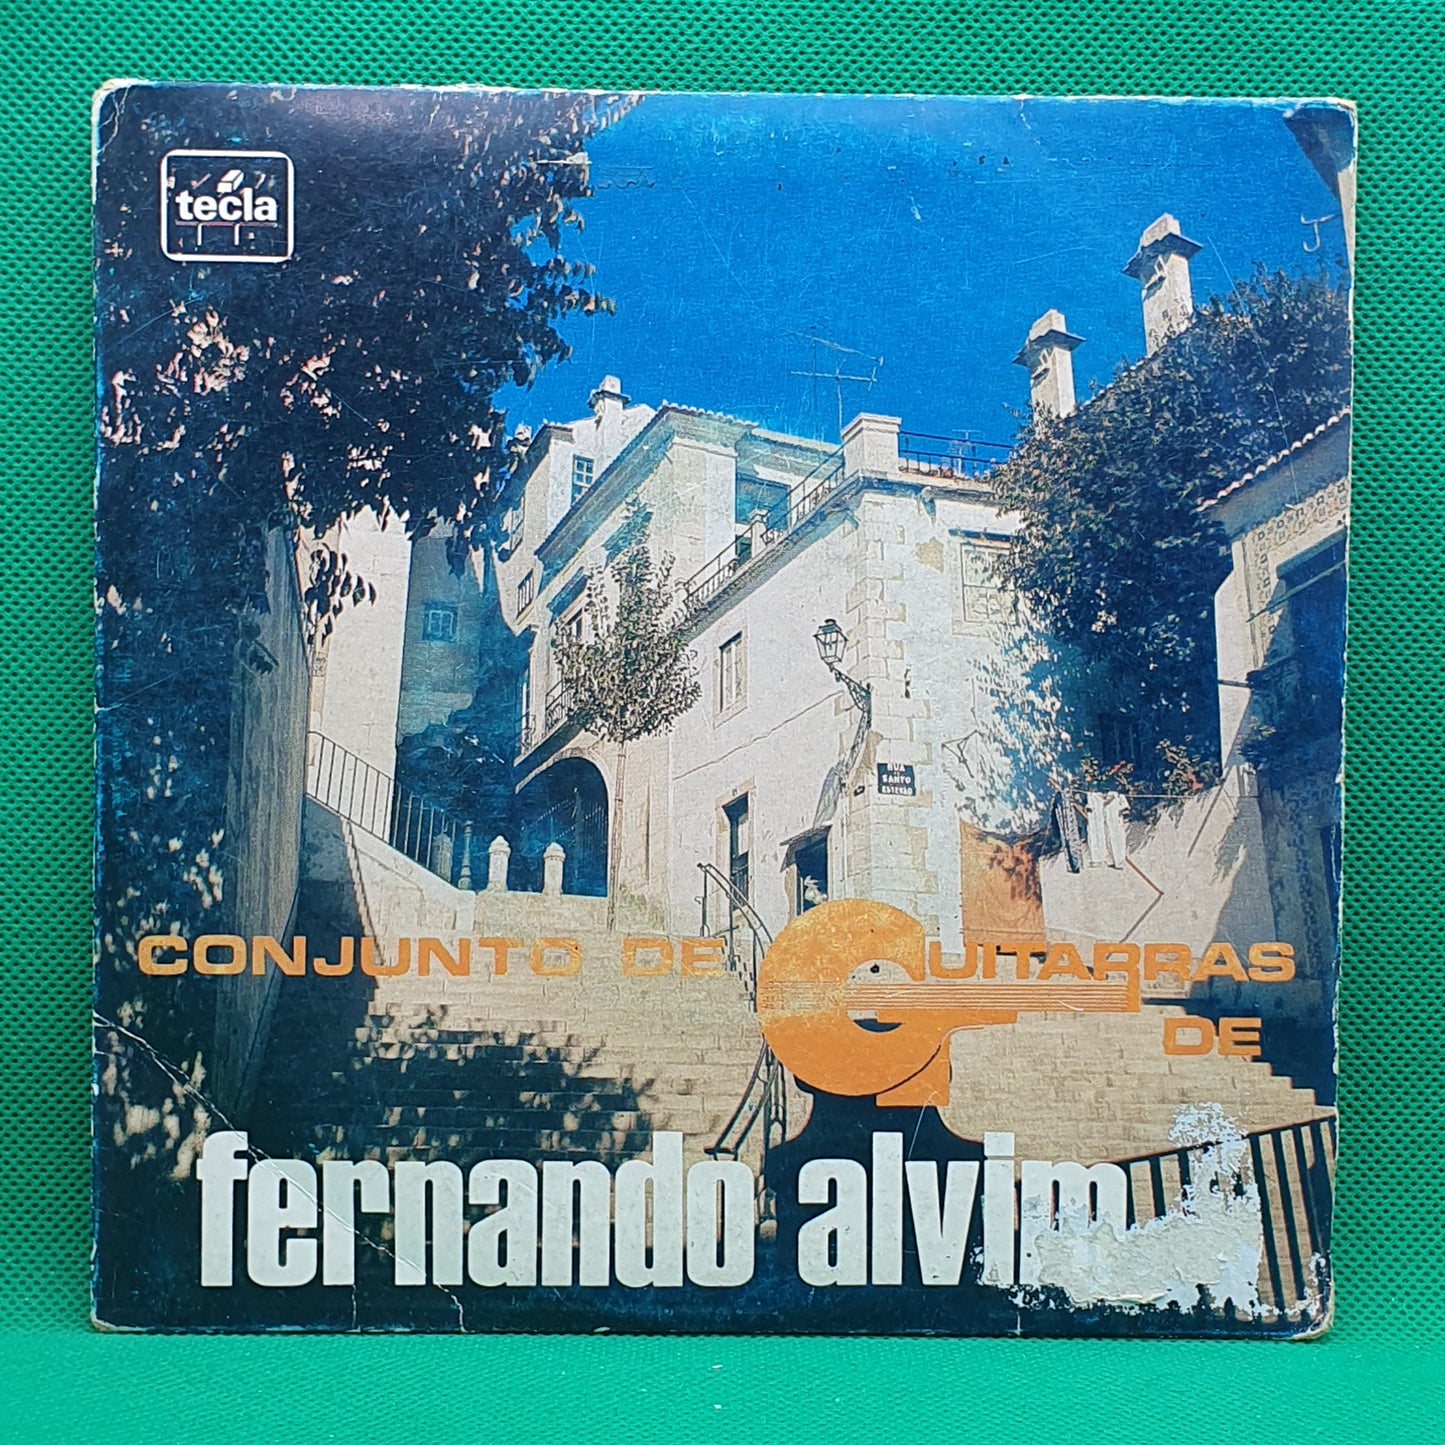 tecla
RUA
SANTO
ESTEVÃO
CONJUNTO DE GUITARRAS
DE
fernando alvim